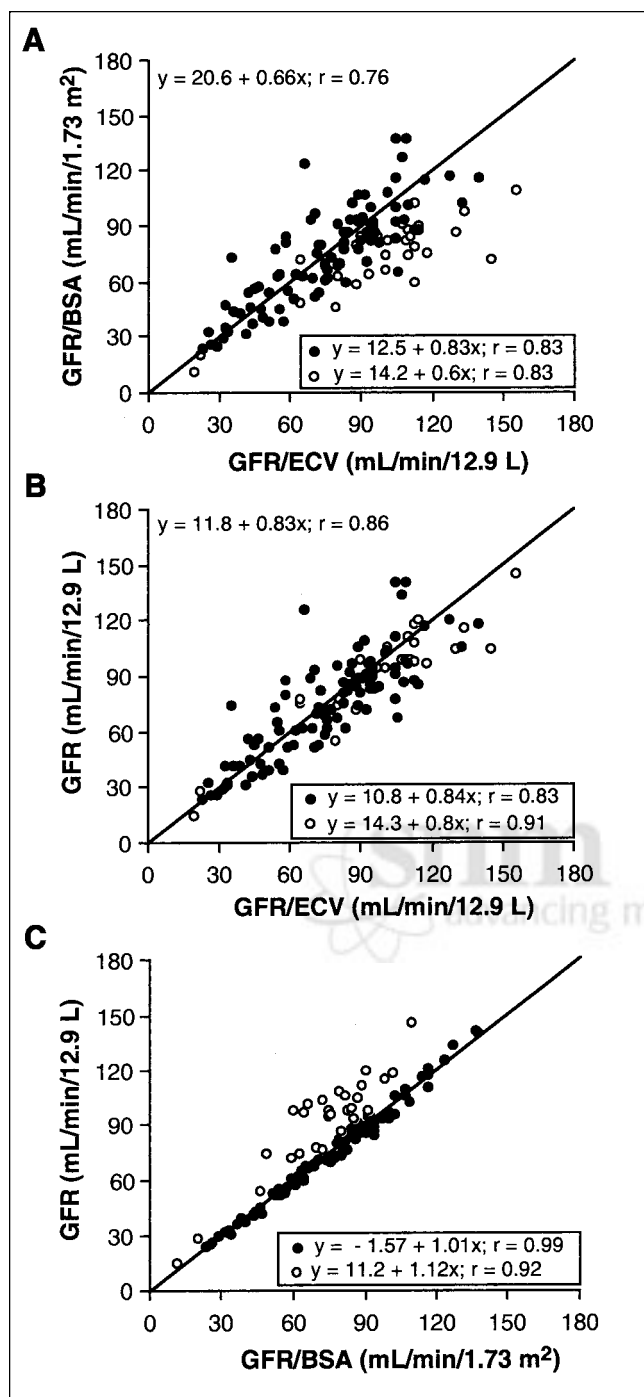 A
y = 20.6 + 0.66x; r = 0.76
GFR/BSA (mL/min/1.73 m²)
180
150
120
90
60
30
0
● y = 12.5 + 0.83x; r = 0.83
○ y = 14.2 + 0.6x; r = 0.83
0 30 60 90 120 150 180
GFR/ECV (mL/min/12.9 L)
B
y = 11.8 + 0.83x; r = 0.86
GFR (mL/min/12.9 L)
180
150
120
90
60
30
0
● y = 10.8 + 0.84x; r = 0.83
○ y = 14.3 + 0.8x; r = 0.91
0 30 60 90 120 150 180
GFR/ECV (mL/min/12.9 L)
snm
advancing m
C
GFR (mL/min/12.9 L)
180
150
120
90
60
30
0
● y = - 1.57 + 1.01x; r = 0.99
○ y = 11.2 + 1.12x; r = 0.92
0 30 60 90 120 150 180
GFR/BSA (mL/min/1.73 m²)